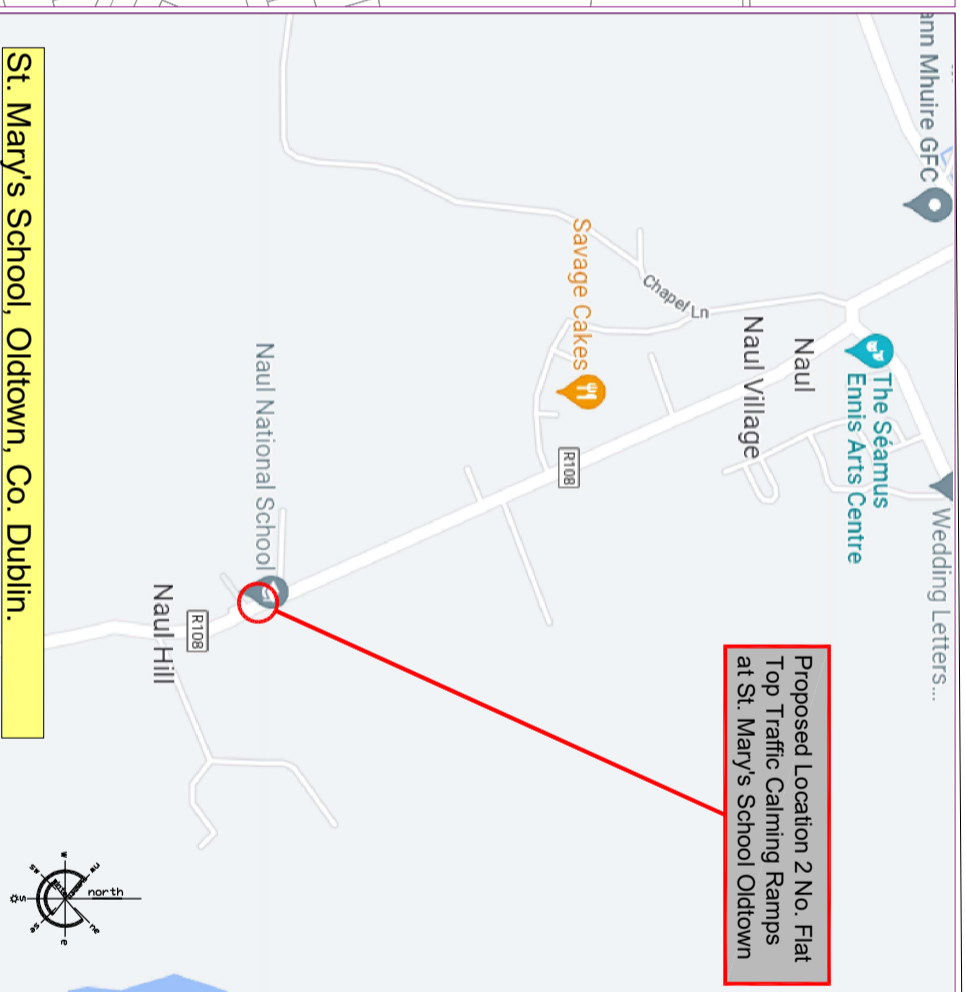 ann Mhuire GFC
The Séamus
Ennis Arts Centre
Wedding Letters...
Naul
Naul Village
Chapel Ln
Savage Cakes
R108
Naul National School
R108
Naul Hill
Proposed Location 2 No. Flat
Top Traffic Calming Ramps
at St. Mary's School Oldtown
north
w
e
sw
ne
St. Mary's School, Oldtown, Co. Dublin.